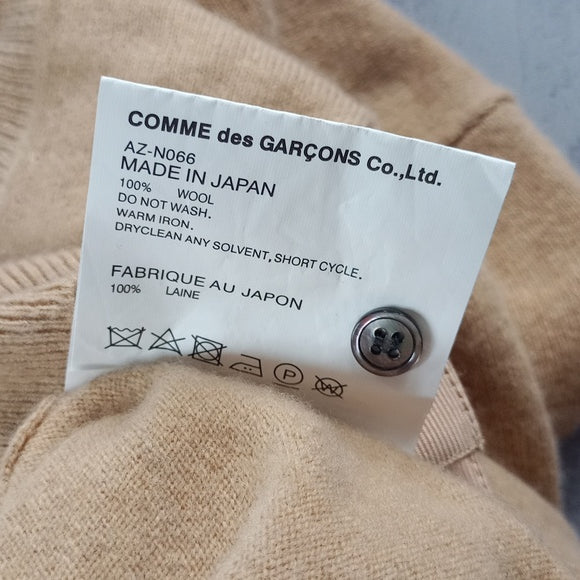 COMME des GARÇONS Co.,Ltd.
AZ-N066
MADE IN JAPAN
100% WOOL
DO NOT WASH.
WARM IRON.
DRYCLEAN ANY SOLVENT, SHORT CYCLE.
FABRIQUE AU JAPON
100% LAINE
P W